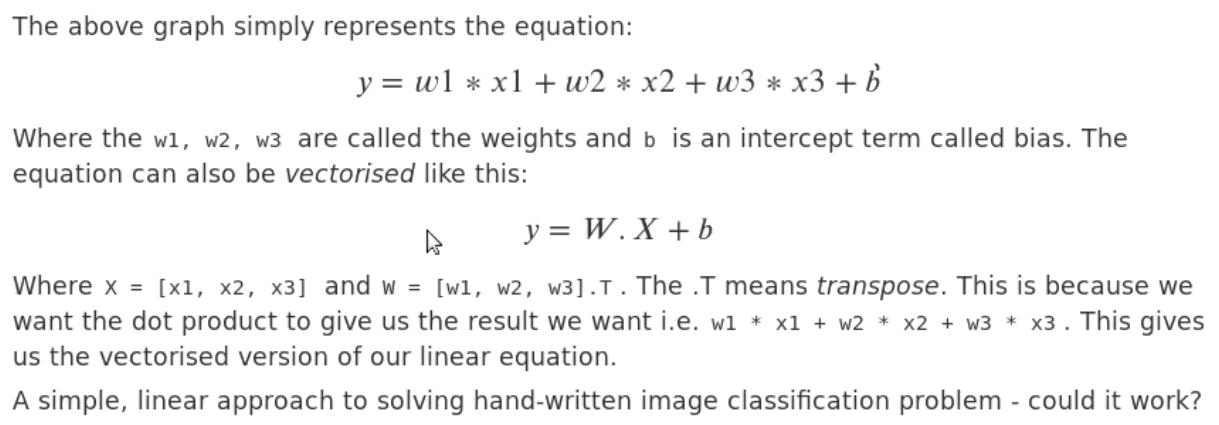 The above graph simply represents the equation:
y = w1 * x1 + w2 * x2 + w3 * x3 + b
Where the w1, w2, w3 are called the weights and b is an intercept term called bias. The
equation can also be vectorised like this:
y = W. X + b
Where X = [x1, x2, x3] and W = [w1, w2, w3].T. The .T means transpose. This is because we
want the dot product to give us the result we want i.e. w1 * x1 + w2 * x2 + w3 * x3. This gives
us the vectorised version of our linear equation.
A simple, linear approach to solving hand-written image classification problem - could it work?